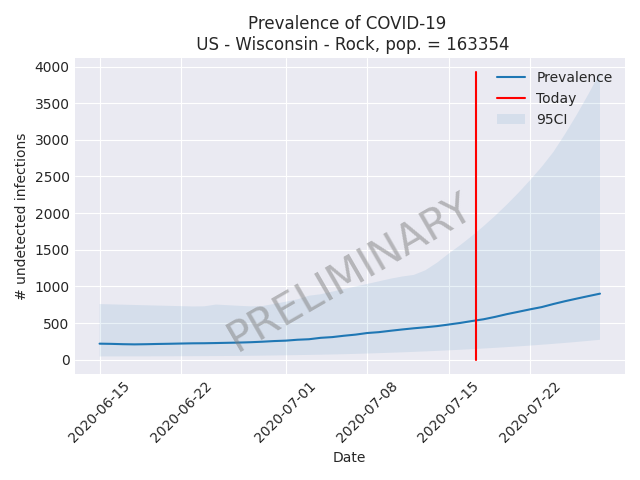 Prevalence of COVID-19
US - Wisconsin - Rock, pop. = 163354
4000
3500
3000
2500
2000
1500
1000
500
0
# undetected infections
Prevalence
Today
95CI
PRELIMINARY
2020-06-15
2020-06-22
2020-07-01
2020-07-08
2020-07-15
2020-07-22
Date